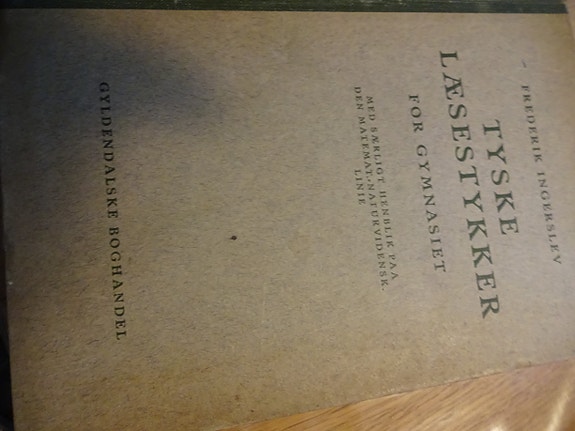 FREDERIK INGERSLEV
TYSKE
LÆSESTYKKER
FOR GYMNASIET
MED SÆRLIGT HENBLIK PAA
DEN MATEMAT.-NATURVIDENSK.
LINIE
GYLDENDALSKE BOGHANDEL